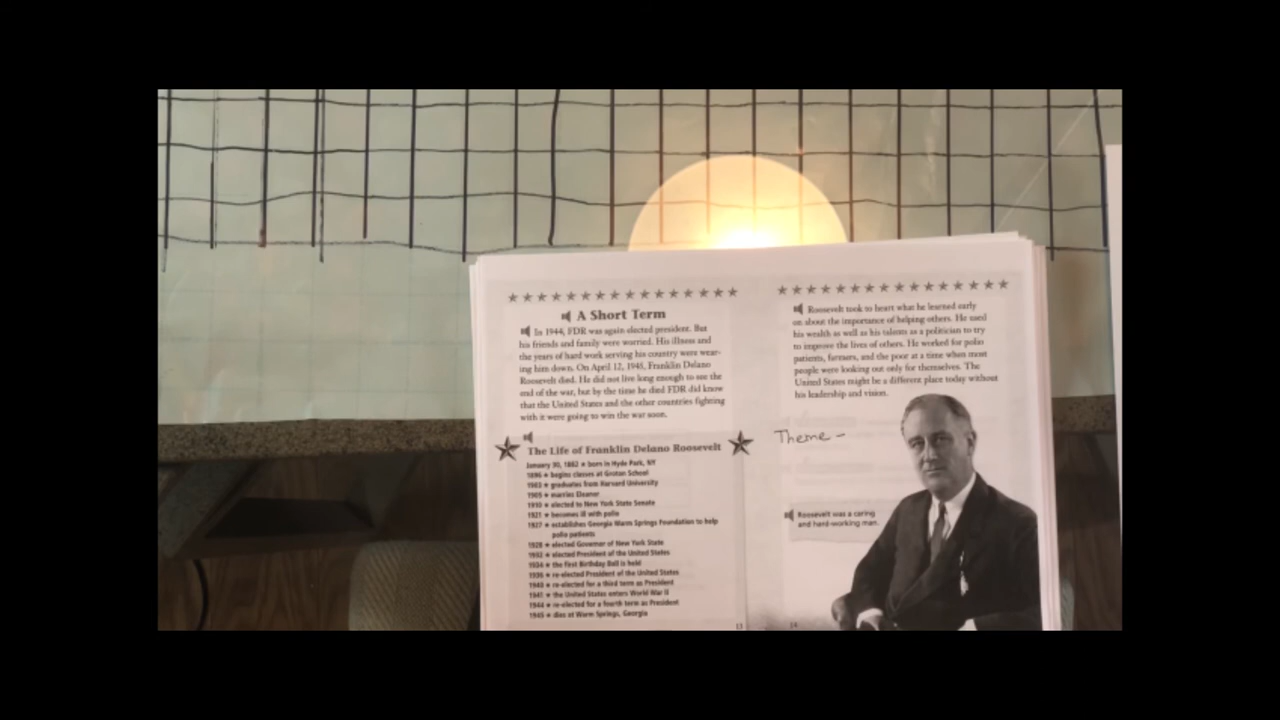 A Short Term
In 1944, FDR was again elected president. But
his friends and family were worried. His illness and
the years of hard work serving his country were wear-
ing him down. On April 12, 1945, Franklin Delano
Roosevelt died. He did not live long enough to see the
end of the war, but by the time he died FDR did know
that the United States and the other countries fighting
with it were going to win the war soon.
The Life of Franklin Delano Roosevelt
January 30, 1882 ★ born in Hyde Park, NY
1896 ★ begins classes at Groton School
1903 ★ graduates from Harvard University
1905 ★ marries Eleanor
1910 ★ elected to New York State Senate
1921 ★ becomes ill with polio
1927 ★ establishes Georgia Warm Springs Foundation to help
polio patients
1928 ★ elected Governor of New York State
1932 ★ elected President of the United States
1934 ★ the First Birthday Ball is held
1936 ★ re-elected President of the United States
1940 ★ re-elected for a third term as President
1941 ★ the United States enters World War II
1944 ★ re-elected for a fourth term as President
1945 ★ dies at Warm Springs, Georgia
13
Roosevelt took to heart what he learned early
on about the importance of helping others. He used
his wealth as well as his talents as a politician to try
to improve the lives of others. He worked for polio
patients, farmers, and the poor at a time when most
people were looking out only for themselves. The
United States might be a different place today without
his leadership and vision.
Theme -
Roosevelt was a caring
and hard-working man.
14